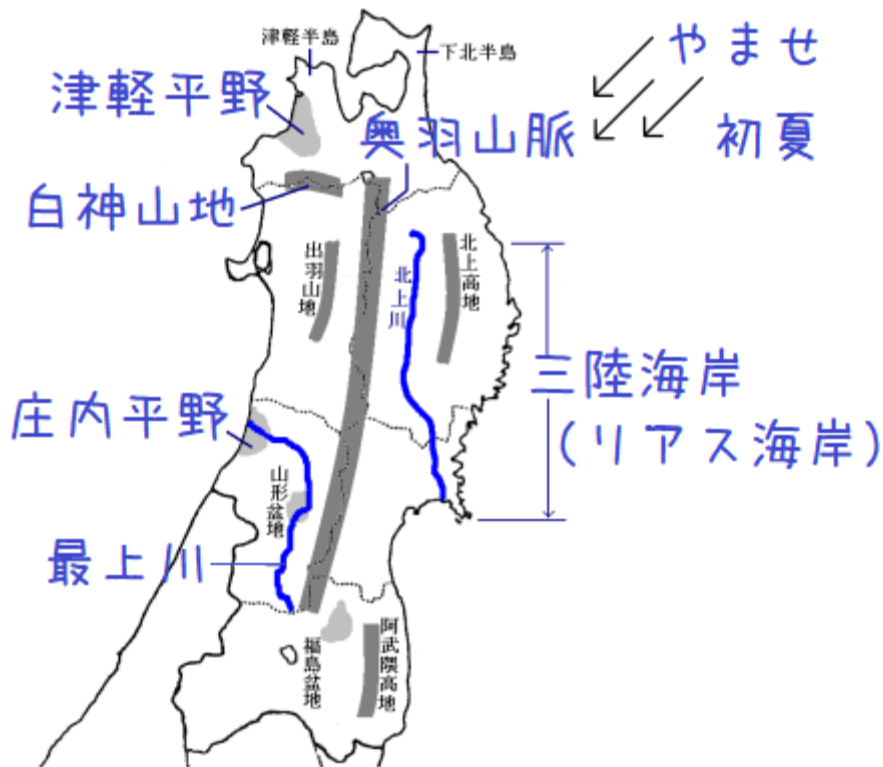 津軽半島
下北半島
やませ
初夏
津軽平野
奥羽山脈
白神山地
出羽山地
北上川
北上高地
三陸海岸
(リアス海岸)
庄内平野
山形盆地
最上川
福島盆地
阿武隈高地